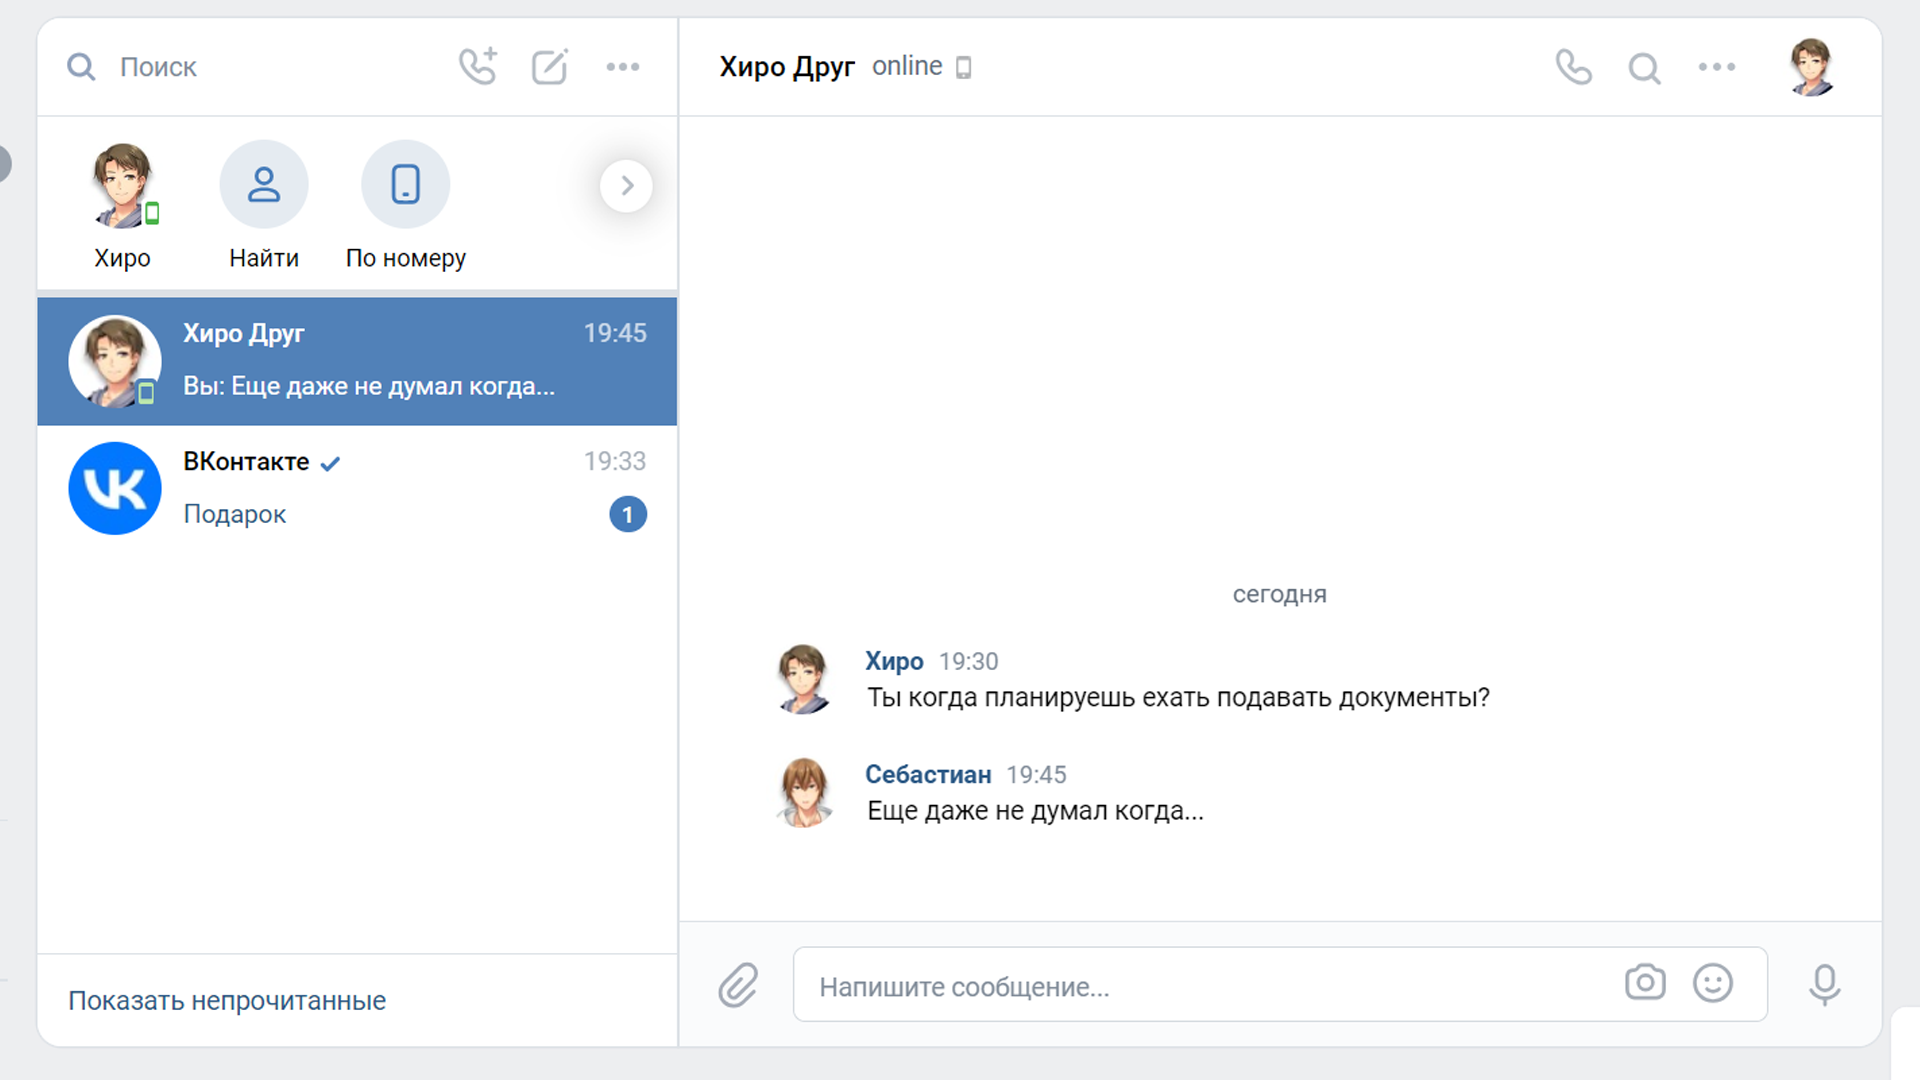 Поиск
Хиро
Найти
По номеру
Хиро Друг 19:45
Вы: Еще даже не думал когда...
ВКонтакте 19:33
Подарок 1
Показать непрочитанные
Хиро Друг online
сегодня
Хиро 19:30
Ты когда планируешь ехать подавать документы?
Себастиан 19:45
Еще даже не думал когда...
Напишите сообщение...